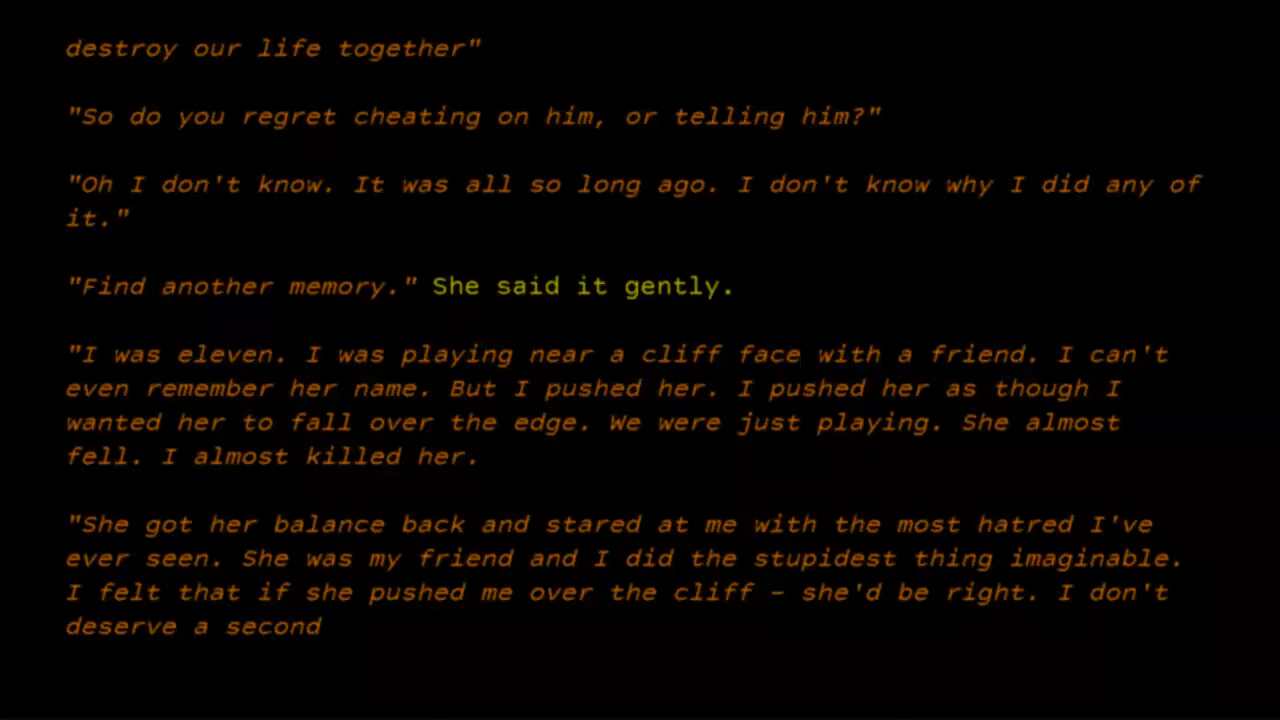 destroy our life together"
"So do you regret cheating on him, or telling him?"
"Oh I don't know. It was all so long ago. I don't know why I did any of
it."
"Find another memory." She said it gently.
"I was eleven. I was playing near a cliff face with a friend. I can't
even remember her name. But I pushed her. I pushed her as though I
wanted her to fall over the edge. We were just playing. She almost
fell. I almost killed her.
"She got her balance back and stared at me with the most hatred I've
ever seen. She was my friend and I did the stupidest thing imaginable.
I felt that if she pushed me over the cliff – she'd be right. I don't
deserve a second